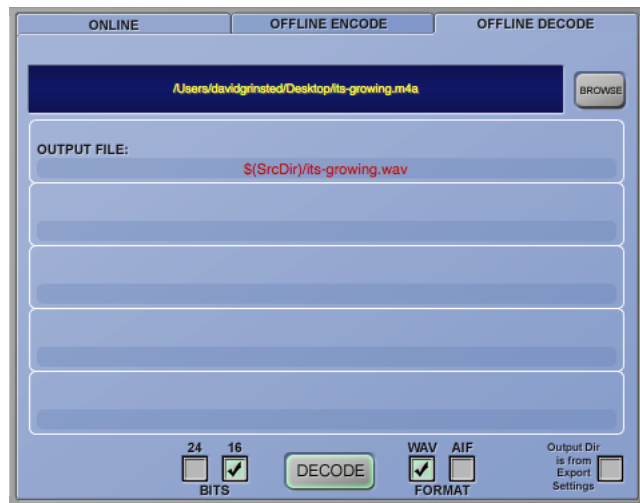 ONLINE OFFLINE ENCODE OFFLINE DECODE
/Users/davidgrinsted/Desktop/its-growing.m4a BROWSE
OUTPUT FILE:
$(SrcDir)/its-growing.wav
24 16
BITS
DECODE
WAV AIF
FORMAT
Output Dir
is from
Export
Settings